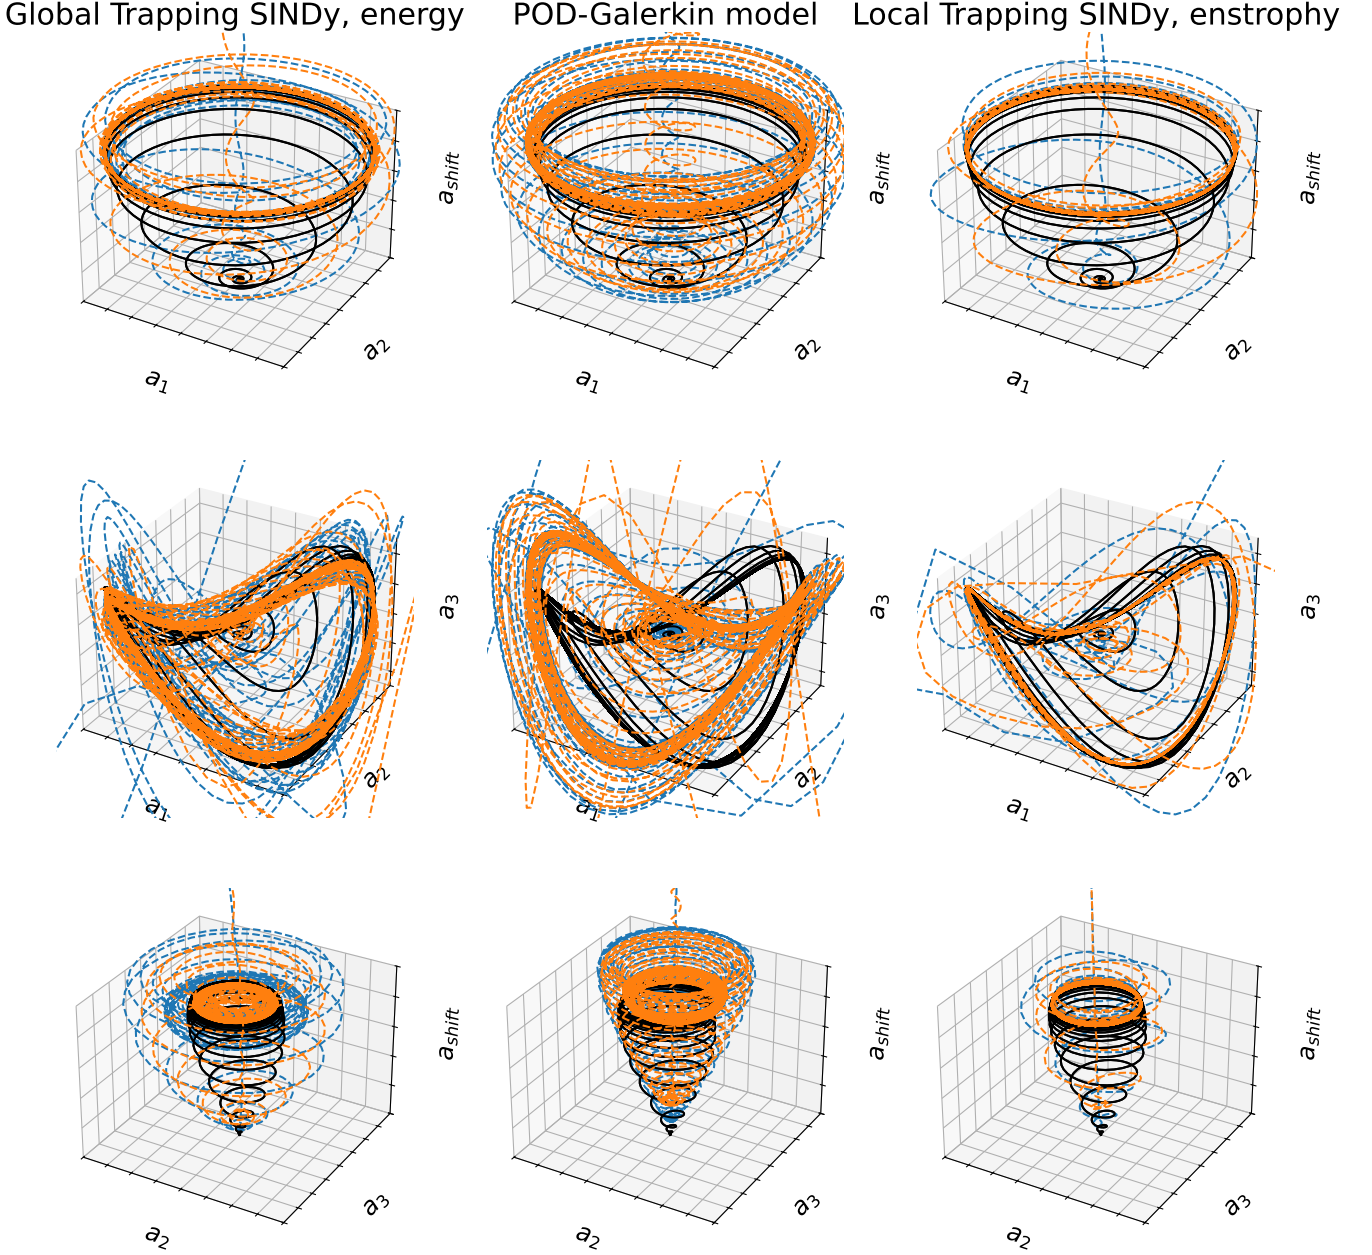 Global Trapping SINDy, energy
POD-Galerkin model
Local Trapping SINDy, enstrophy
a_shift
a_2
a_1
a_shift
a_2
a_1
a_shift
a_2
a_1
a_3
a_2
a_1
a_3
a_2
a_1
a_3
a_2
a_1
a_shift
a_3
a_2
a_shift
a_3
a_2
a_shift
a_3
a_2